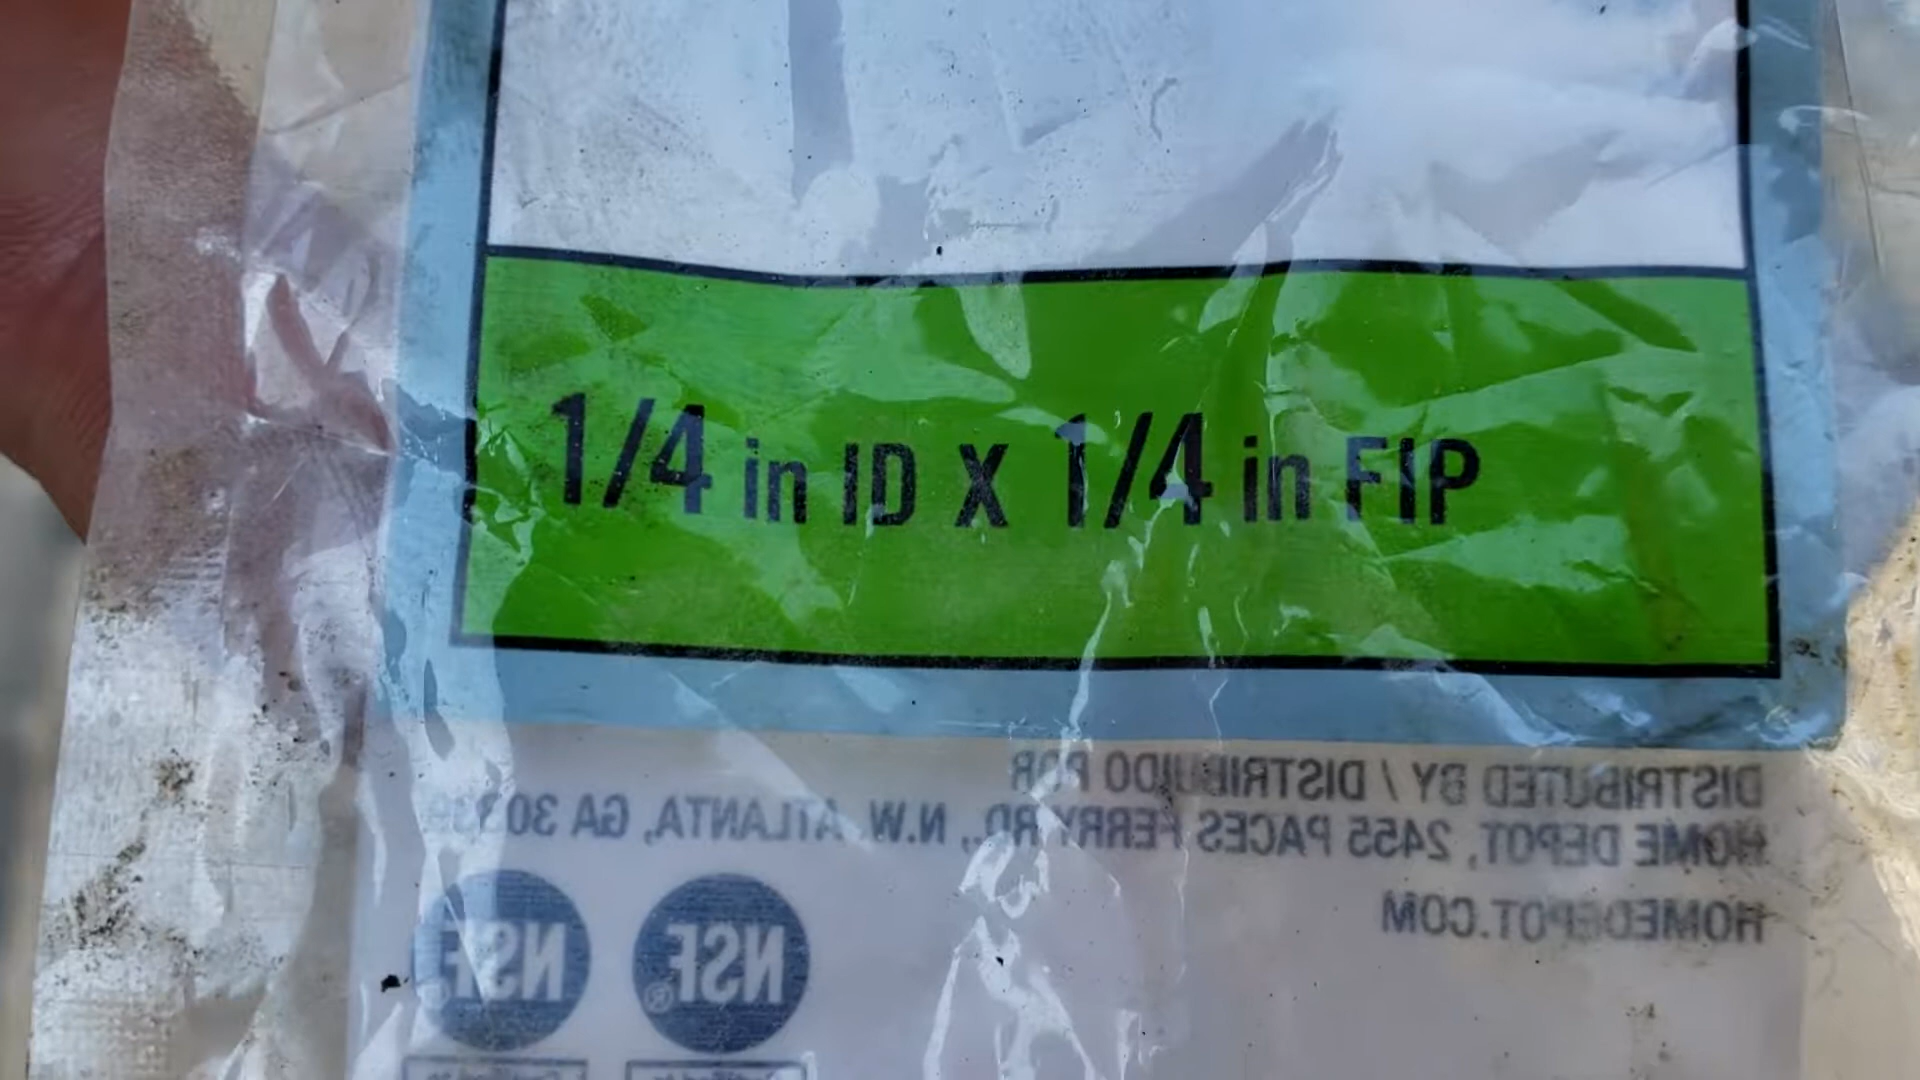 1/4 in ID X 1/4 in FIP
DISTRIBUTED BY / DISTRIBUIDO POR
HOME DEPOT, 2455 PACES FERRY RD., N.W. ATLANTA, GA 30339
HOMEDEPOT.COM
NSF® NSF®